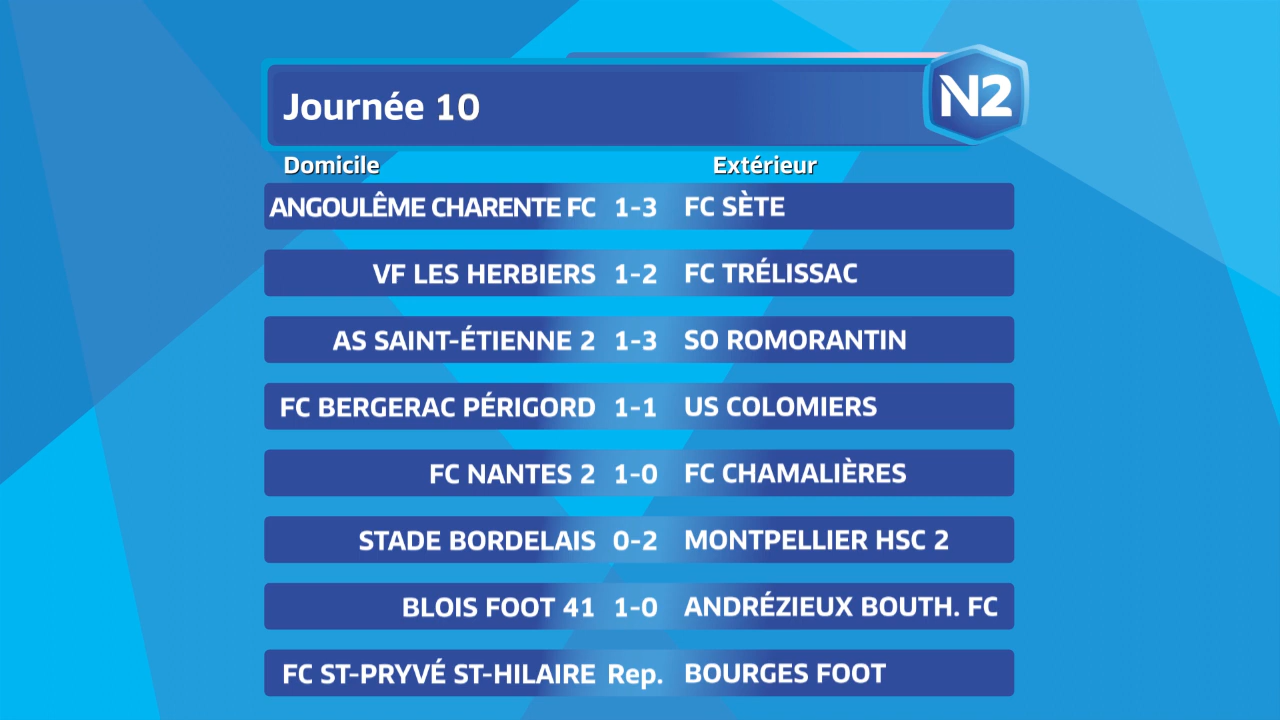 Journée 10 N2
Domicile Extérieur
ANGOULÊME CHARENTE FC 1-3 FC SÈTE
VF LES HERBIERS 1-2 FC TRÉLISSAC
AS SAINT-ÉTIENNE 2 1-3 SO ROMORANTIN
FC BERGERAC PÉRIGORD 1-1 US COLOMIERS
FC NANTES 2 1-0 FC CHAMALIÈRES
STADE BORDELAIS 0-2 MONTPELLIER HSC 2
BLOIS FOOT 41 1-0 ANDRÉZIEUX BOUTH. FC
FC ST-PRYVÉ ST-HILAIRE Rep. BOURGES FOOT